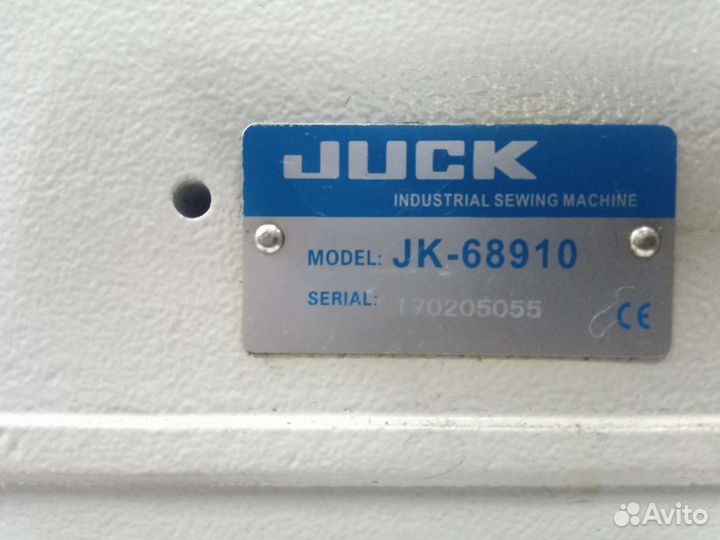 JUCK
INDUSTRIAL SEWING MACHINE
MODEL: JK-68910
SERIAL: 170205055
CE
Avito